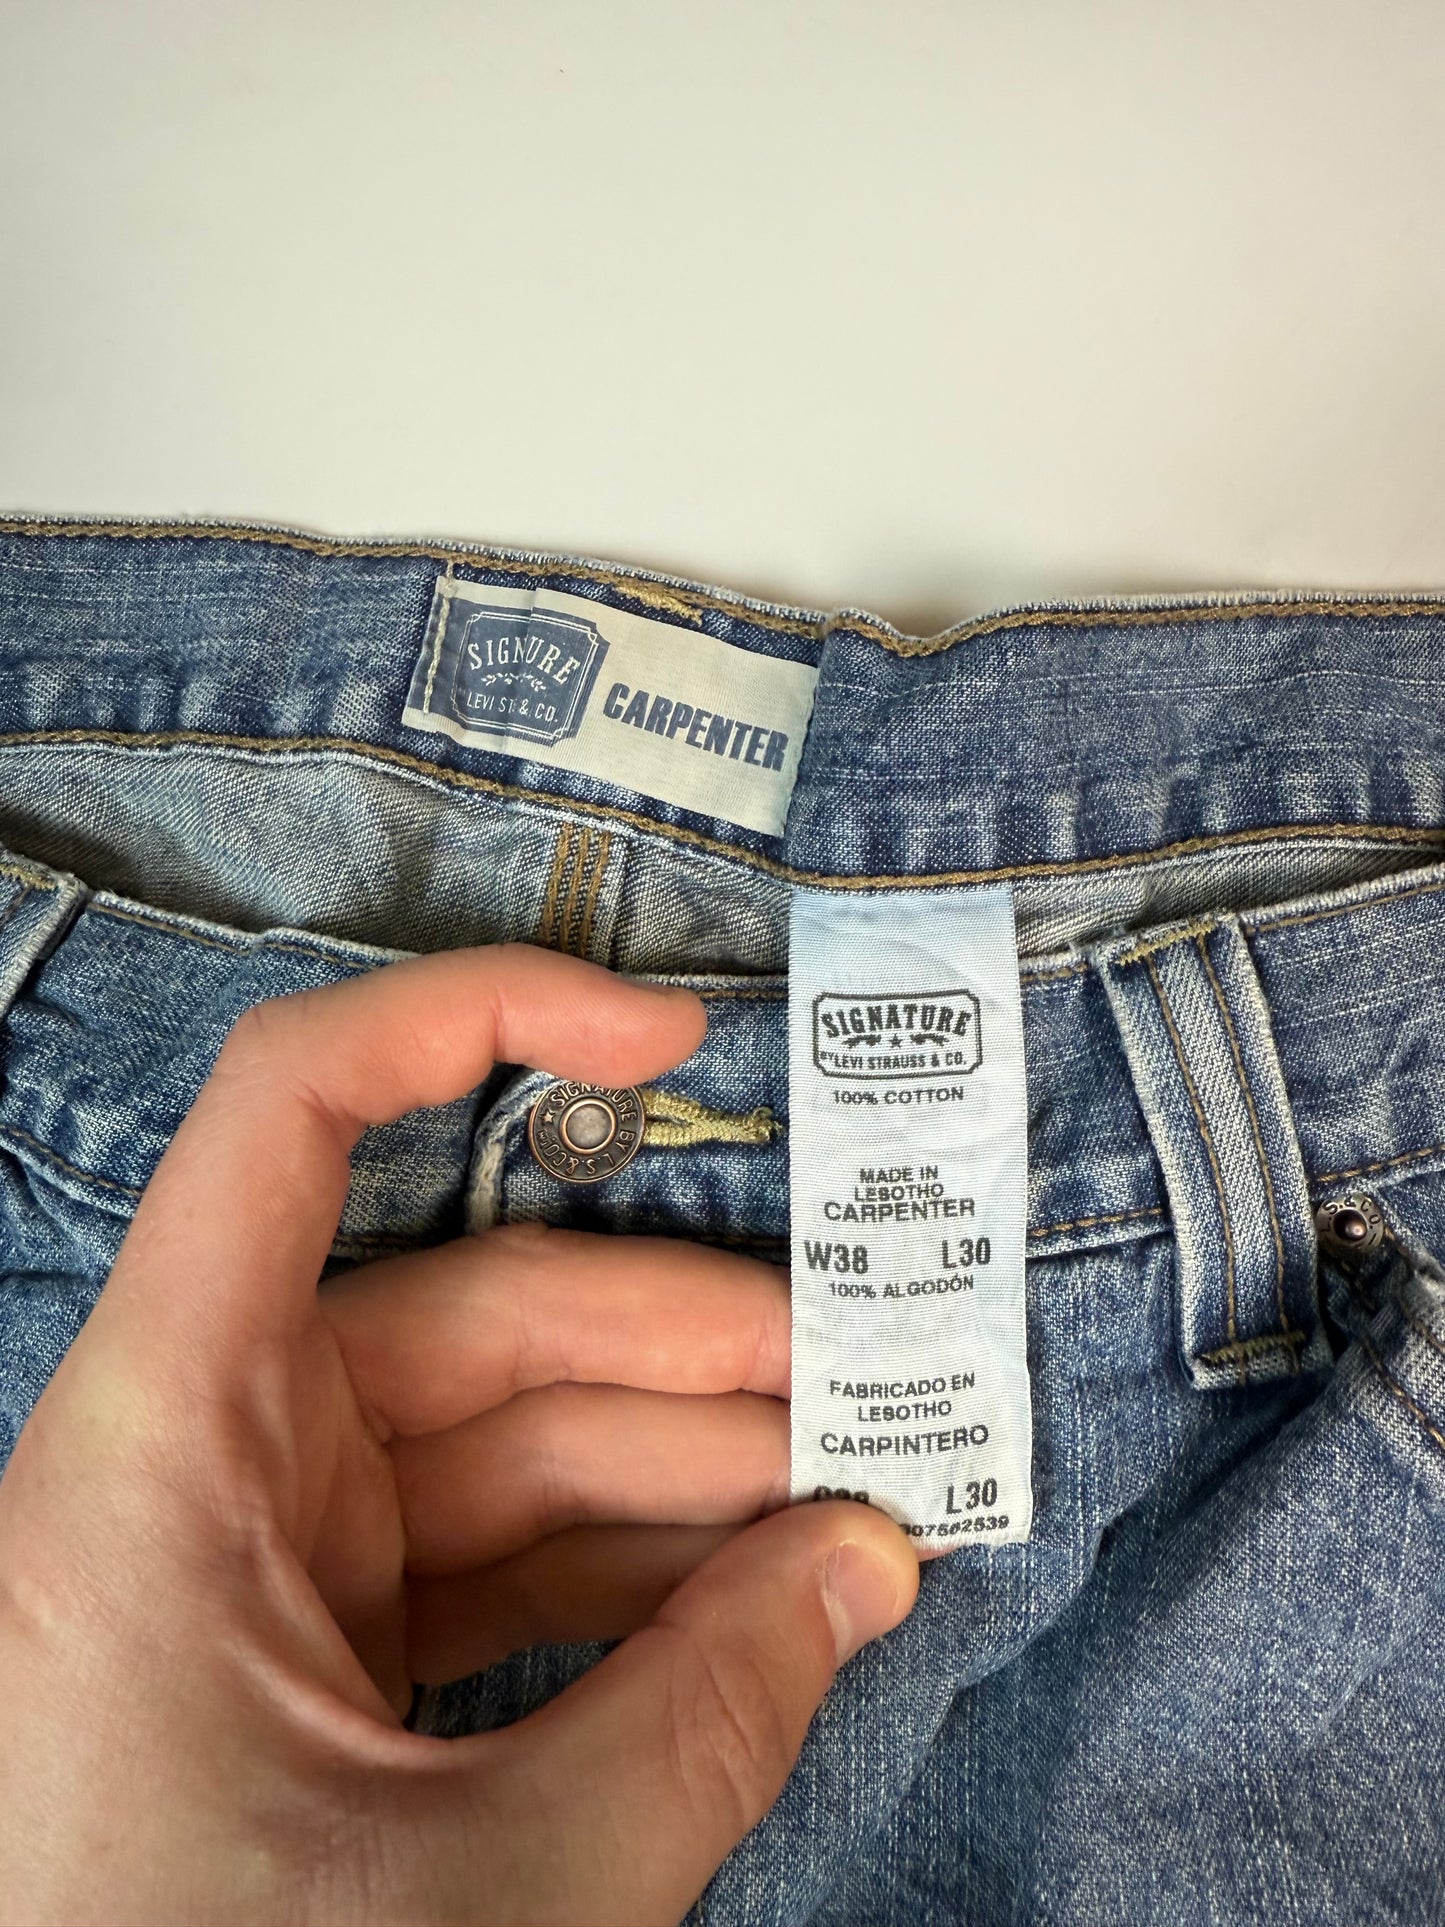 SIGNATURE
LEVI ST & CO.
CARPENTER
SIGNATURE
BY LEVI STRAUSS & CO.
100% COTTON
SIGNATURE BY L.S.&CO.
MADE IN
LESOTHO
CARPENTER
W38 L30
100% ALGODÓN
L.S.&CO.
FABRICADO EN
LESOTHO
CARPINTERO
L30